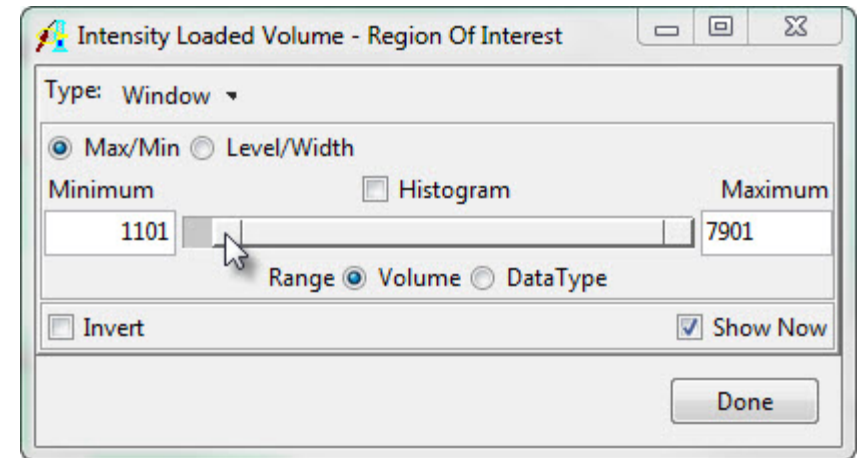 Intensity Loaded Volume - Region Of Interest
Type: Window
Max/Min Level/Width
Minimum Histogram Maximum
1101 7901
Range Volume DataType
Invert Show Now
Done